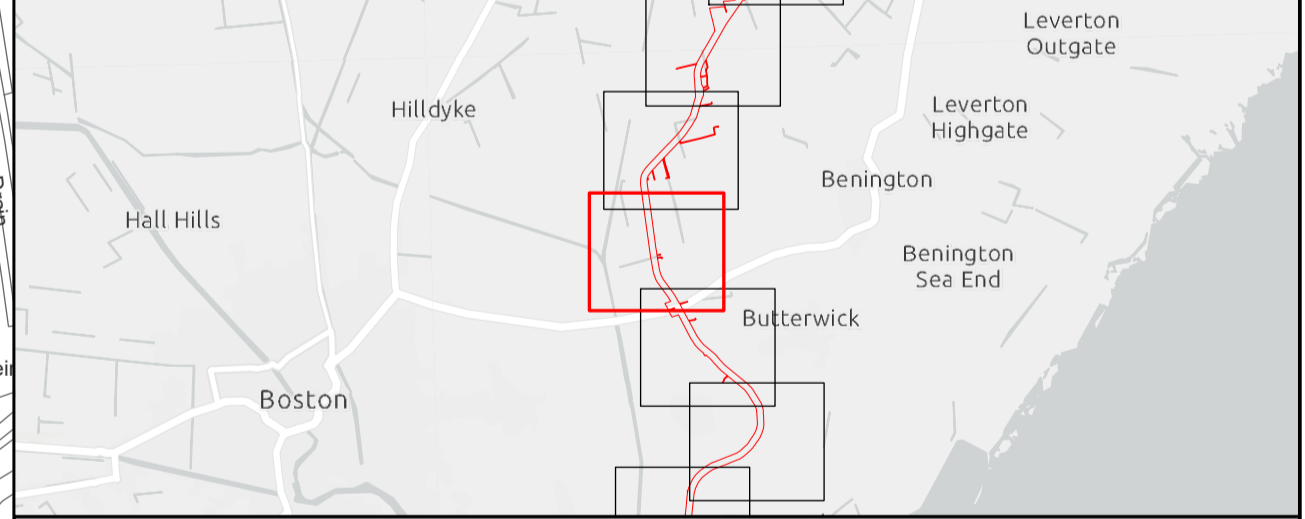 Leverton
Outgate
Hilldyke
Leverton
Highgate
Benington
Hall Hills
Benington
Sea End
Butterwick
Boston